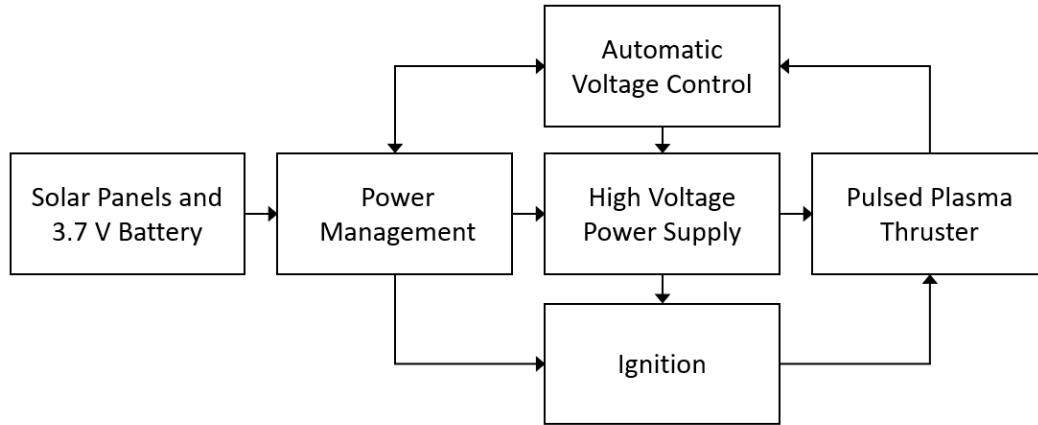 Automatic
Voltage Control
Solar Panels and
3.7 V Battery
Power
Management
High Voltage
Power Supply
Pulsed Plasma
Thruster
Ignition